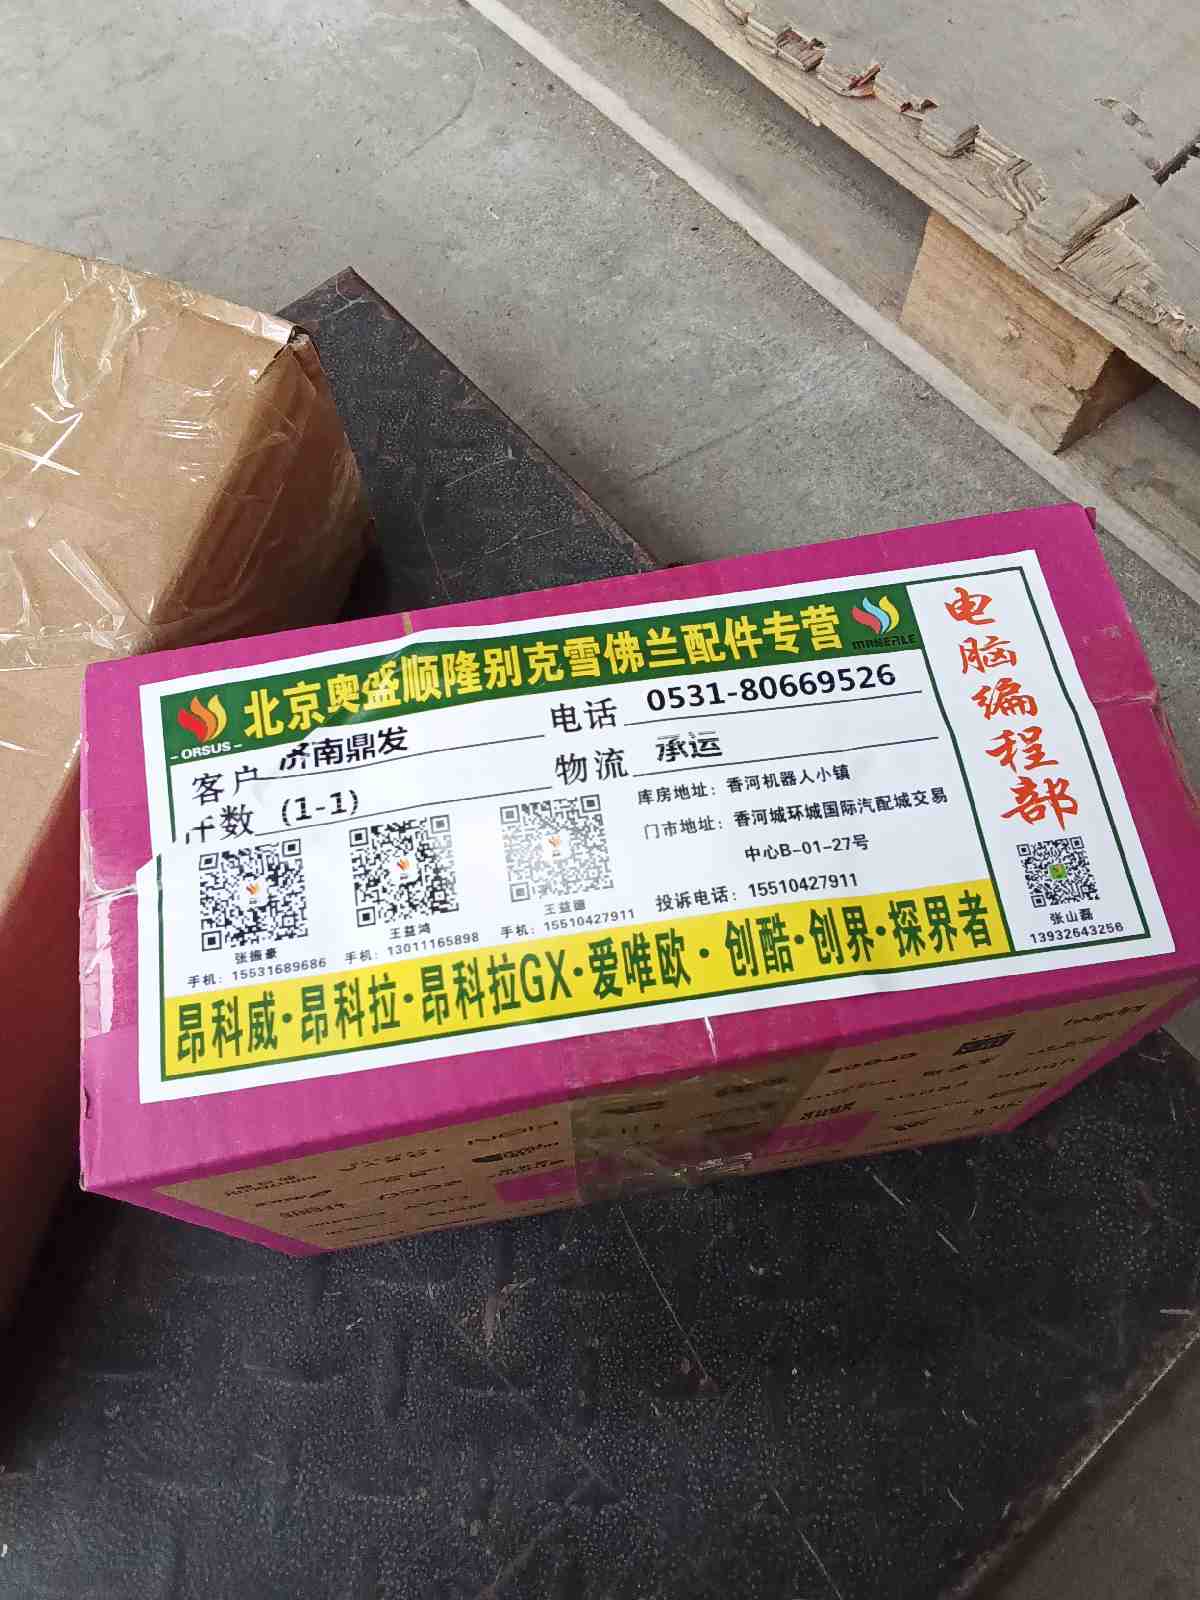 北京奥盛顺隆别克雪佛兰配件专营
-ORSUS-
MANERLE
客户 济南鼎发
电话 0531-80669526
件数 (1-1)
物流 承运
库房地址：香河机器人小镇
门市地址：香河城环城国际汽配城交易
中心B-01-27号
投诉电话：15510427911
张振豪
手机：15531689686
王益鸿
手机：13011165898
手机：15510427911
昂科威·昂科拉·昂科拉GX·爱唯欧·创酷·创界·探界者
电脑编程部
张山磊
13932643256